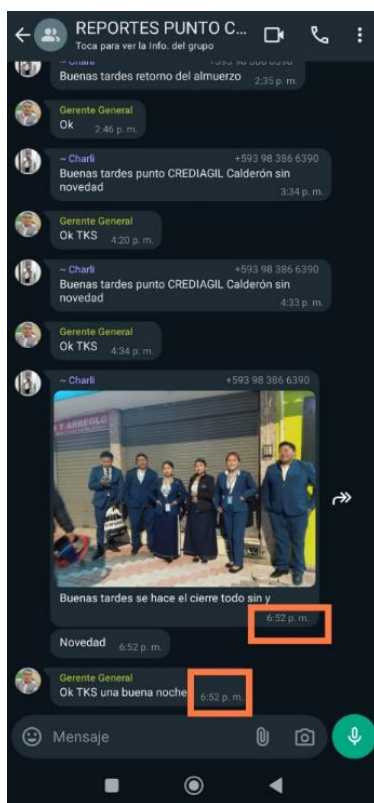 REPORTES PUNTO C...
Toca para ver la Info. del grupo
~ Charli
Buenas tardes retorno del almuerzo 2:35 p. m.
Gerente General
Ok 2:46 p. m.
~ Charli +593 98 386 6390
Buenas tardes punto CREDIAGIL Calderón sin
novedad 3:34 p. m.
Gerente General
Ok TKS 4:20 p. m.
~ Charli +593 98 386 6390
Buenas tardes punto CREDIAGIL Calderón sin
novedad 4:33 p. m.
Gerente General
Ok TKS 4:34 p. m.
~ Charli +593 98 386 6390
Y ARREGLO
Buenas tardes se hace el cierre todo sin y
6:52 p. m.
Novedad 6:52 p. m.
Gerente General
Ok TKS una buena noche 6:52 p. m.
Mensaje